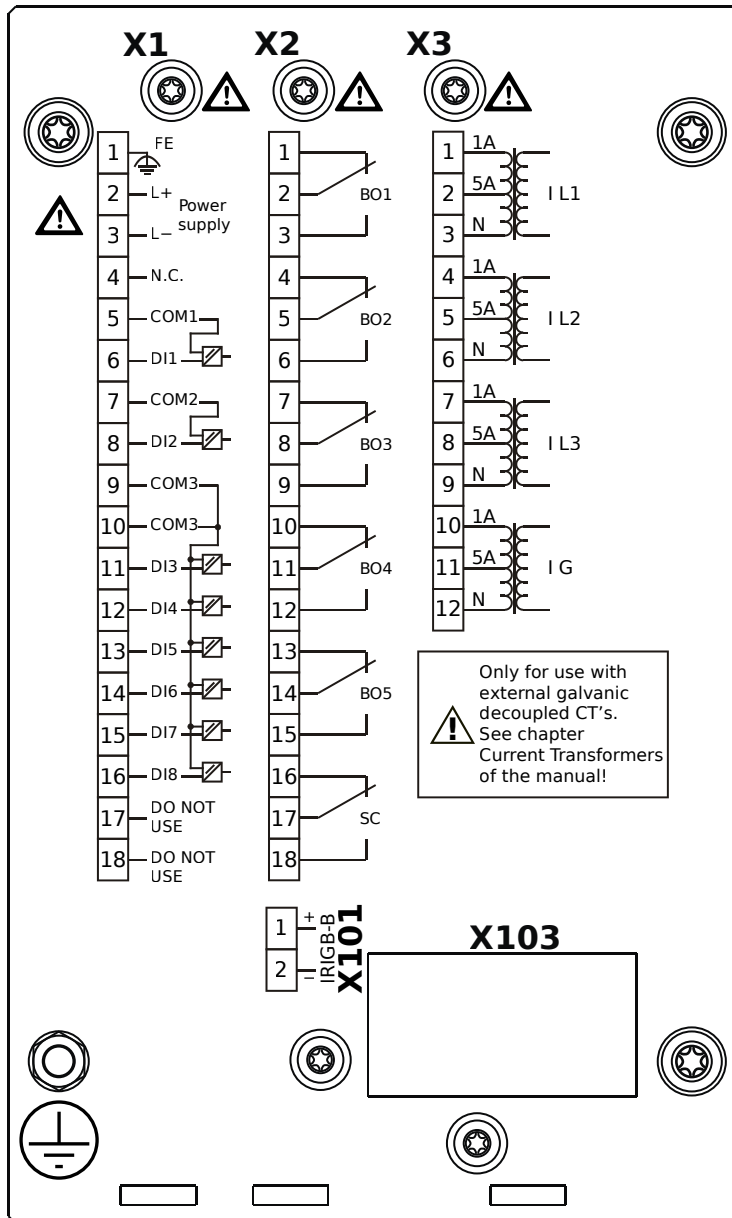 X1 X2 X3
1 FE
2 L+ Power
supply
3 L−
4 N.C.
5 COM1
6 DI1
7 COM2
8 DI2
9 COM3
10 COM3
11 DI3
12 DI4
13 DI5
14 DI6
15 DI7
16 DI8
17 DO NOT
USE
18 DO NOT
USE
1
2 BO1
3
4
5 BO2
6
7
8 BO3
9
10
11 BO4
12
13
14 BO5
15
16
17 SC
18
1 1A
2 5A I L1
3 N
4 1A
5 5A I L2
6 N
7 1A
8 5A I L3
9 N
10 1A
11 5A I G
12 N
Only for use with
external galvanic
decoupled CT's.
See chapter
Current Transformers
of the manual!
1 +
2 −
IRIGB-B
X101
X103